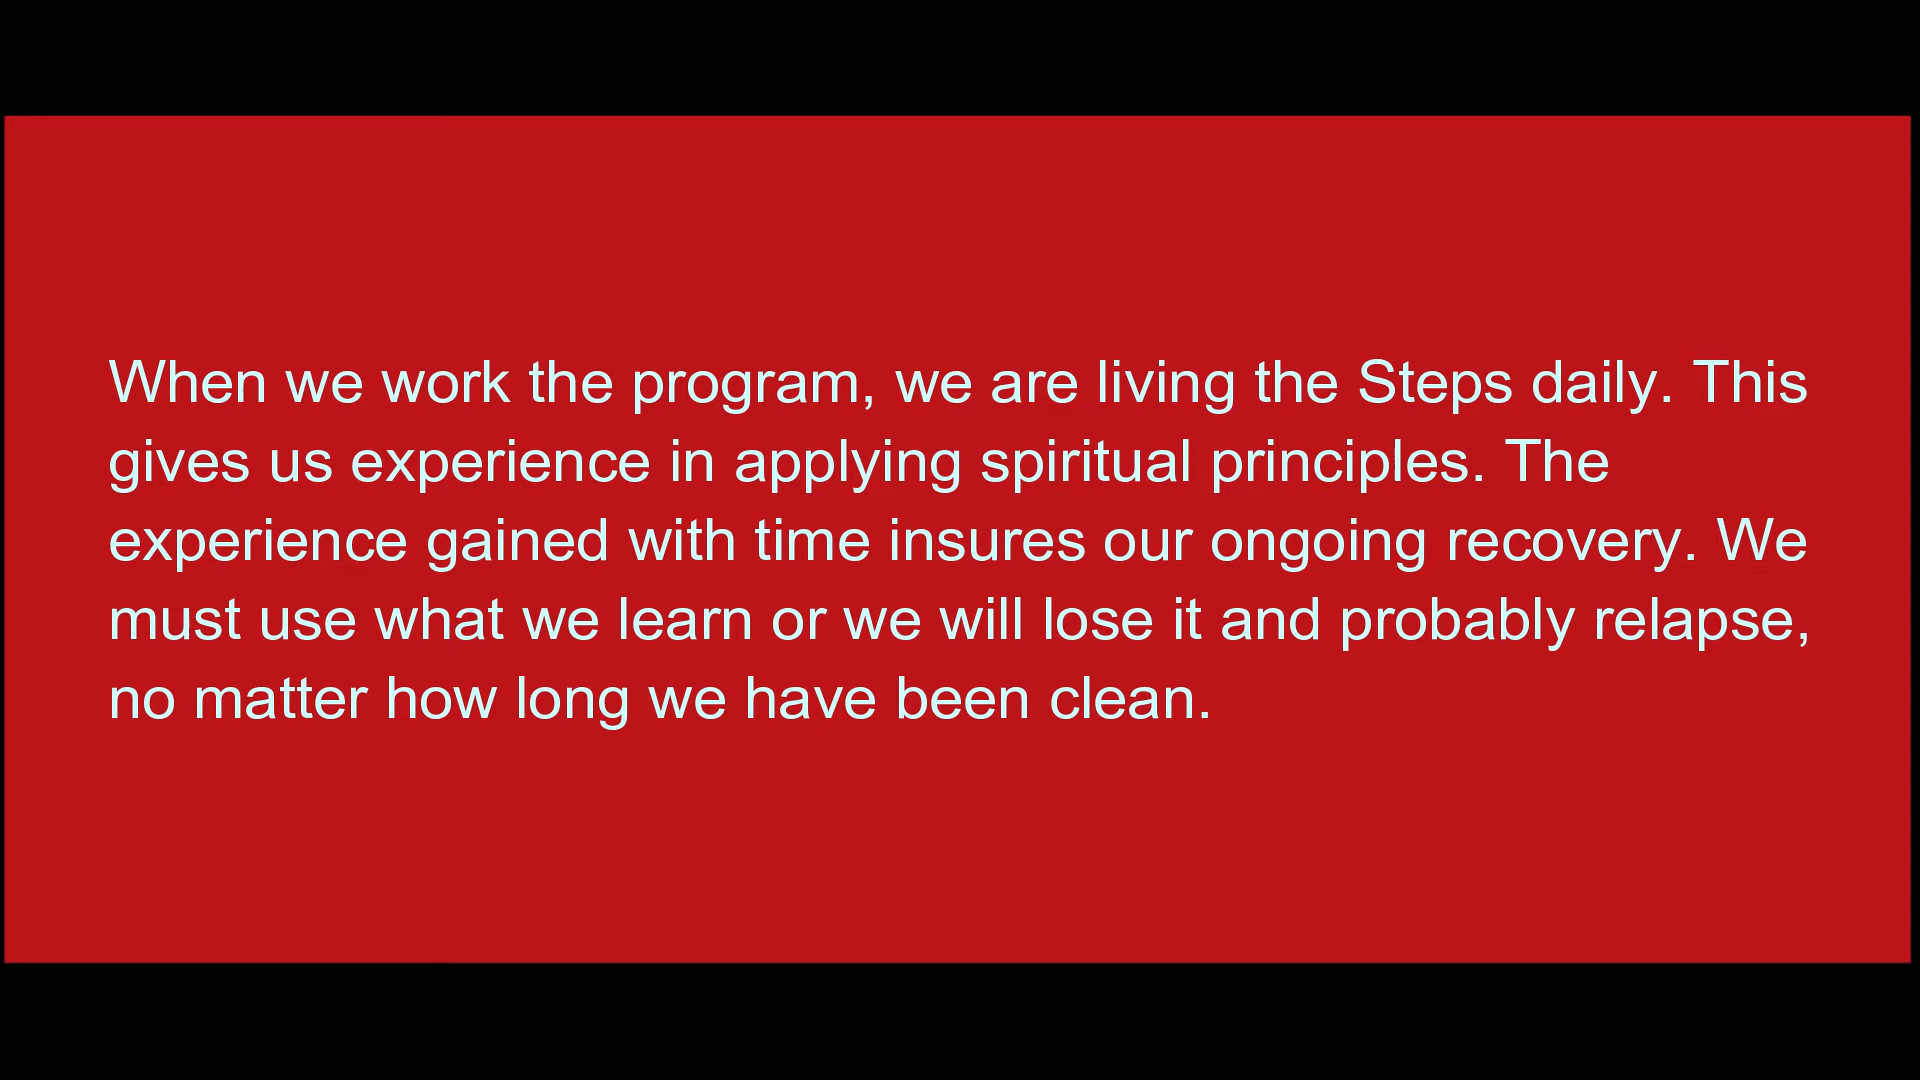 When we work the program, we are living the Steps daily. This
gives us experience in applying spiritual principles. The
experience gained with time insures our ongoing recovery. We
must use what we learn or we will lose it and probably relapse,
no matter how long we have been clean.